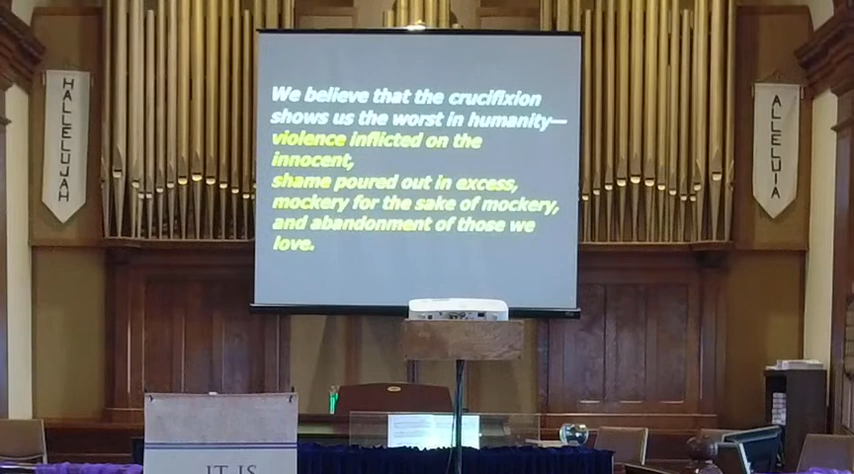 HALLELUJAH
We believe that the crucifixion
shows us the worst in humanity—
violence inflicted on the
innocent,
shame poured out in excess,
mockery for the sake of mockery,
and abandonment of those we
love.
ALLELUIA
IT IS